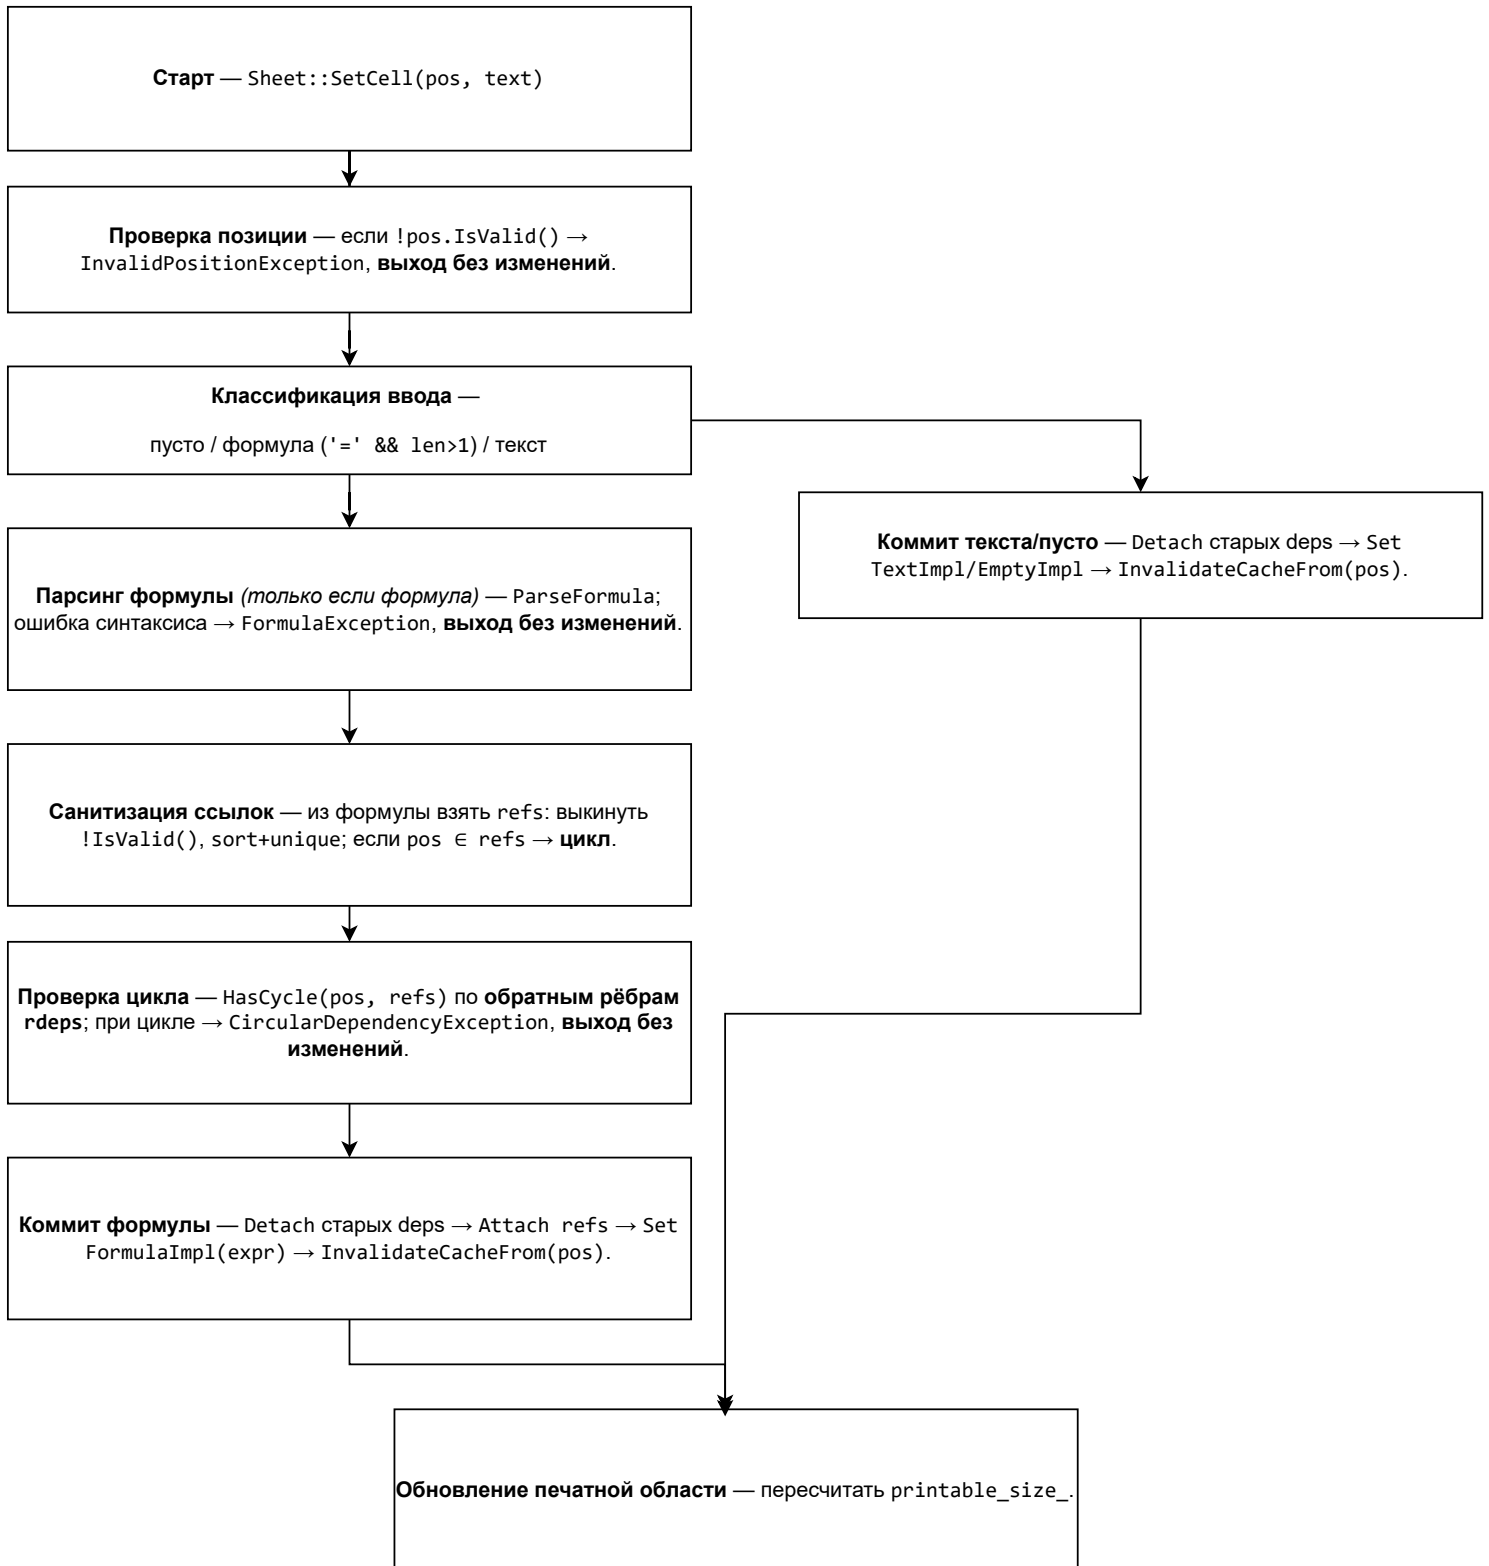 Старт — Sheet::SetCell(pos, text)
Проверка позиции — если !pos.IsValid() →
InvalidPositionException, выход без изменений.
Классификация ввода —
пусто / формула ('=' && len>1) / текст
Коммит текста/пусто — Detach старых deps → Set
TextImpl/EmptyImpl → InvalidateCacheFrom(pos).
Парсинг формулы (только если формула) — ParseFormula;
ошибка синтаксиса → FormulaException, выход без изменений.
Санитизация ссылок — из формулы взять refs: выкинуть
!IsValid(), sort+unique; если pos ∈ refs → цикл.
Проверка цикла — HasCycle(pos, refs) по обратным рёбрам
rdeps; при цикле → CircularDependencyException, выход без
изменений.
Коммит формулы — Detach старых deps → Attach refs → Set
FormulaImpl(expr) → InvalidateCacheFrom(pos).
Обновление печатной области — пересчитать printable_size_.